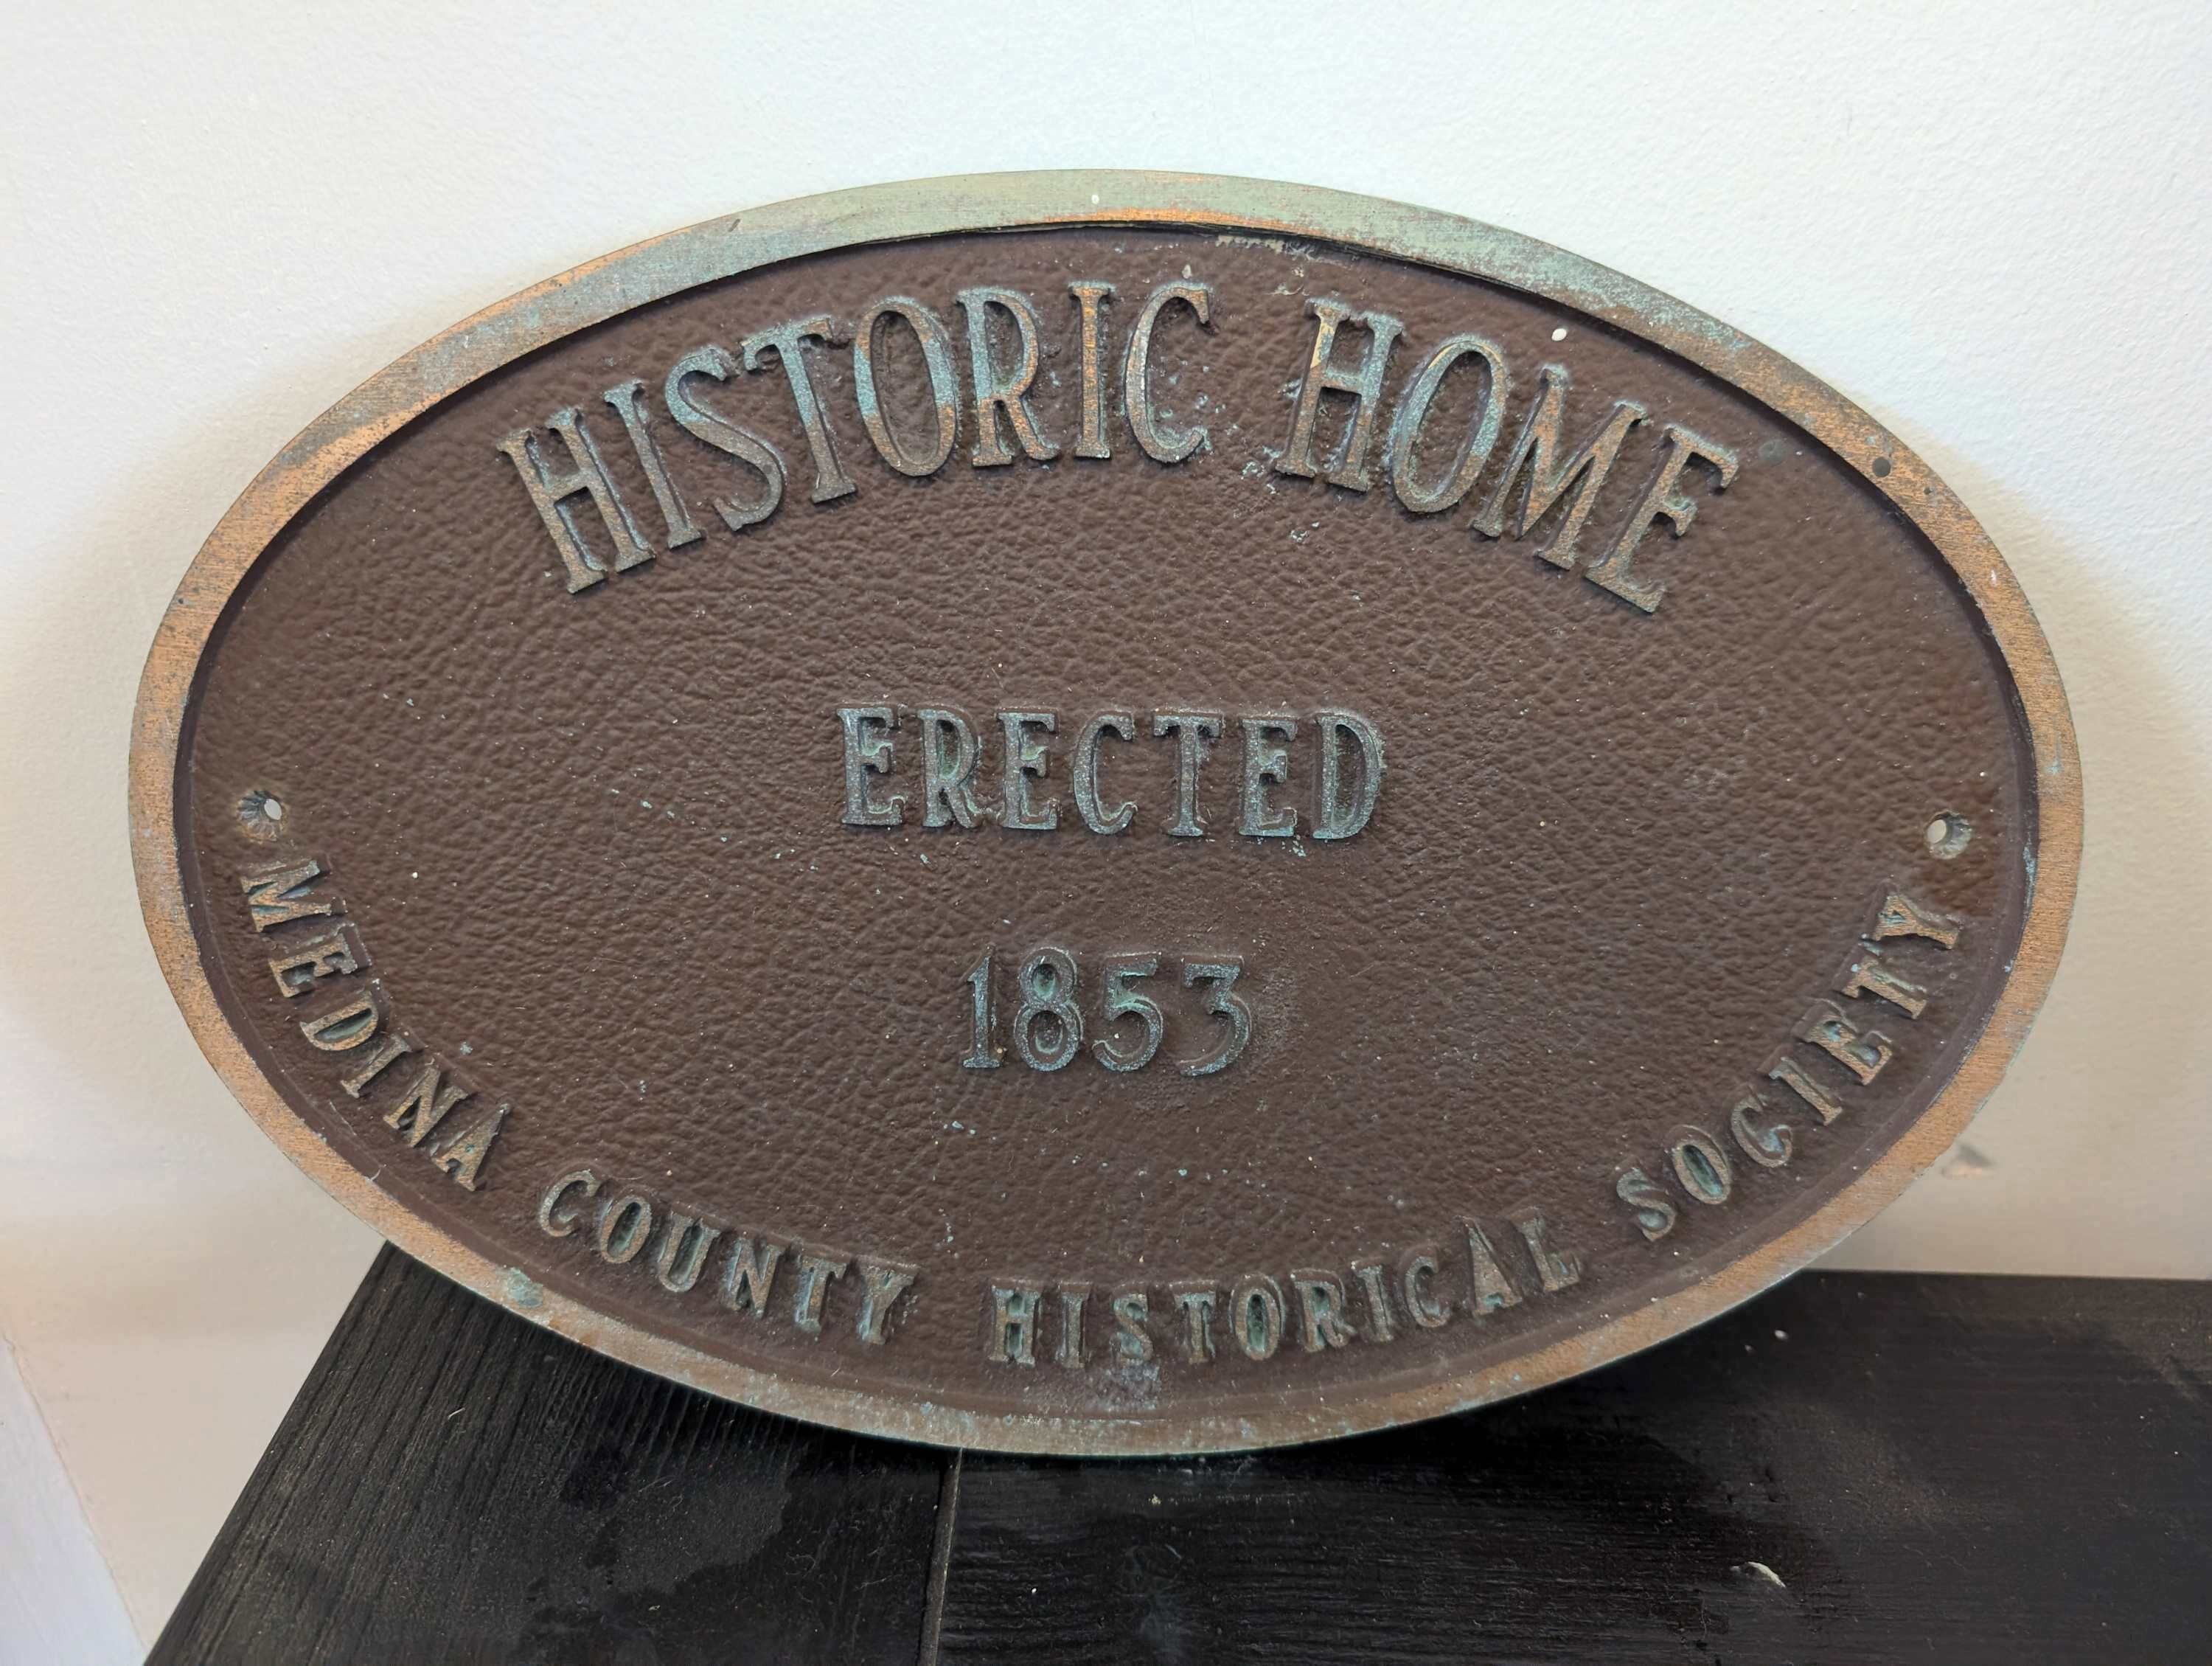 HISTORIC HOME
ERECTED
1853
MEDINA COUNTY HISTORICAL SOCIETY